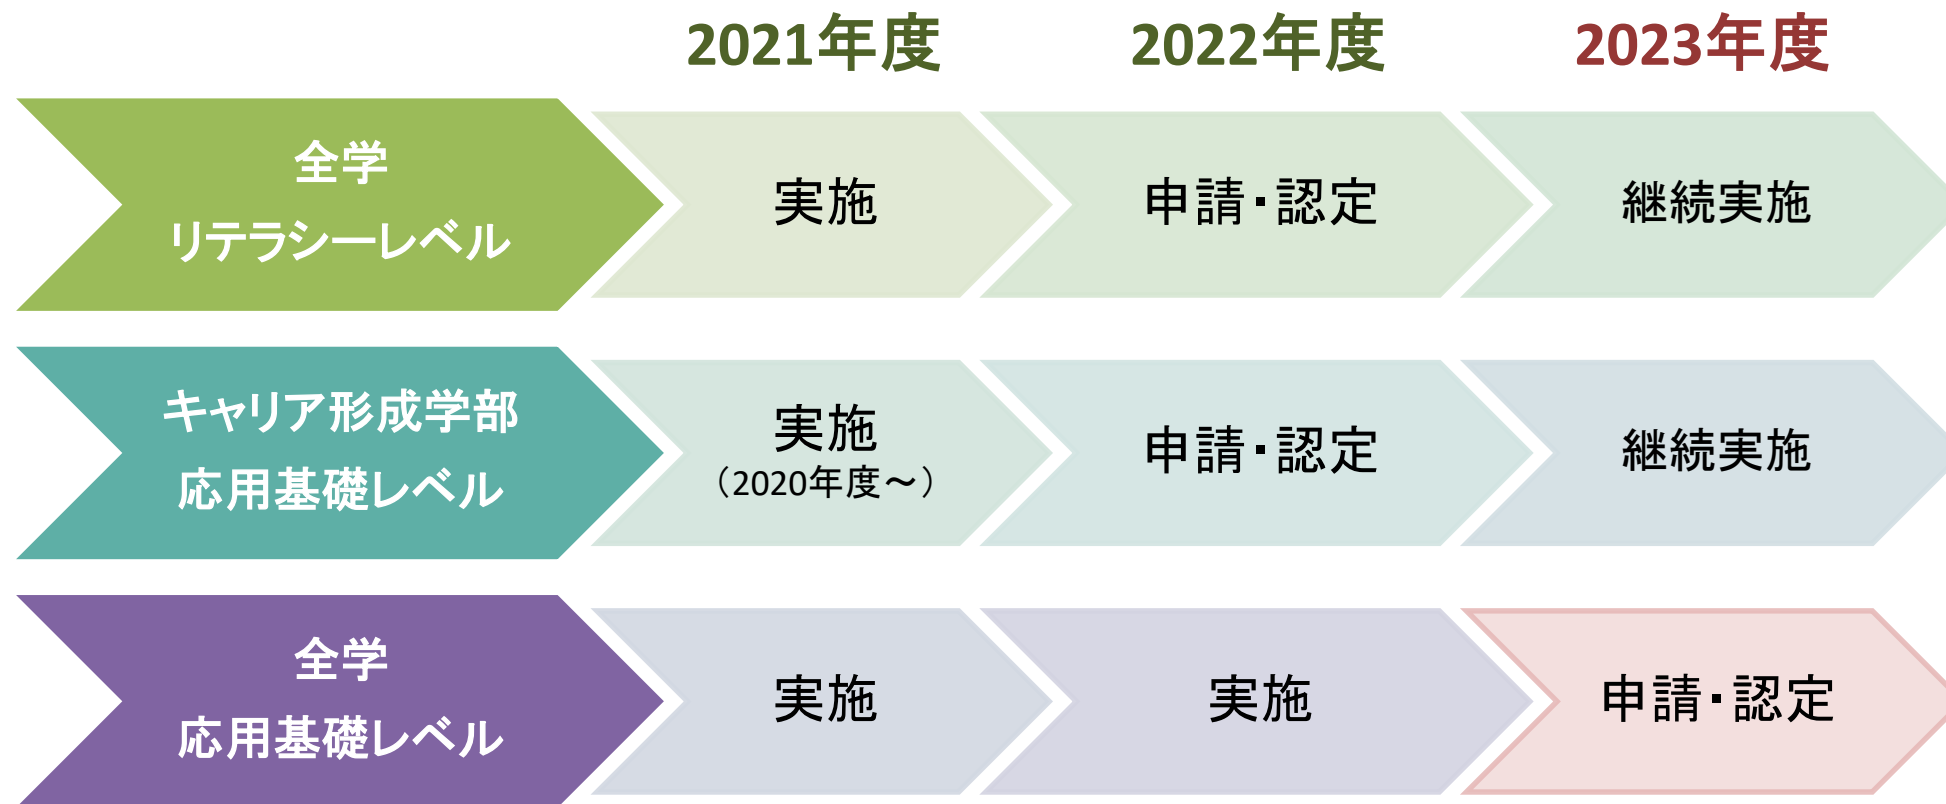 2021年度 2022年度 2023年度
全学
リテラシーレベル
実施
申請・認定
継続実施
キャリア形成学部
応用基礎レベル
実施
（2020年度～）
申請・認定
継続実施
全学
応用基礎レベル
実施
実施
申請・認定